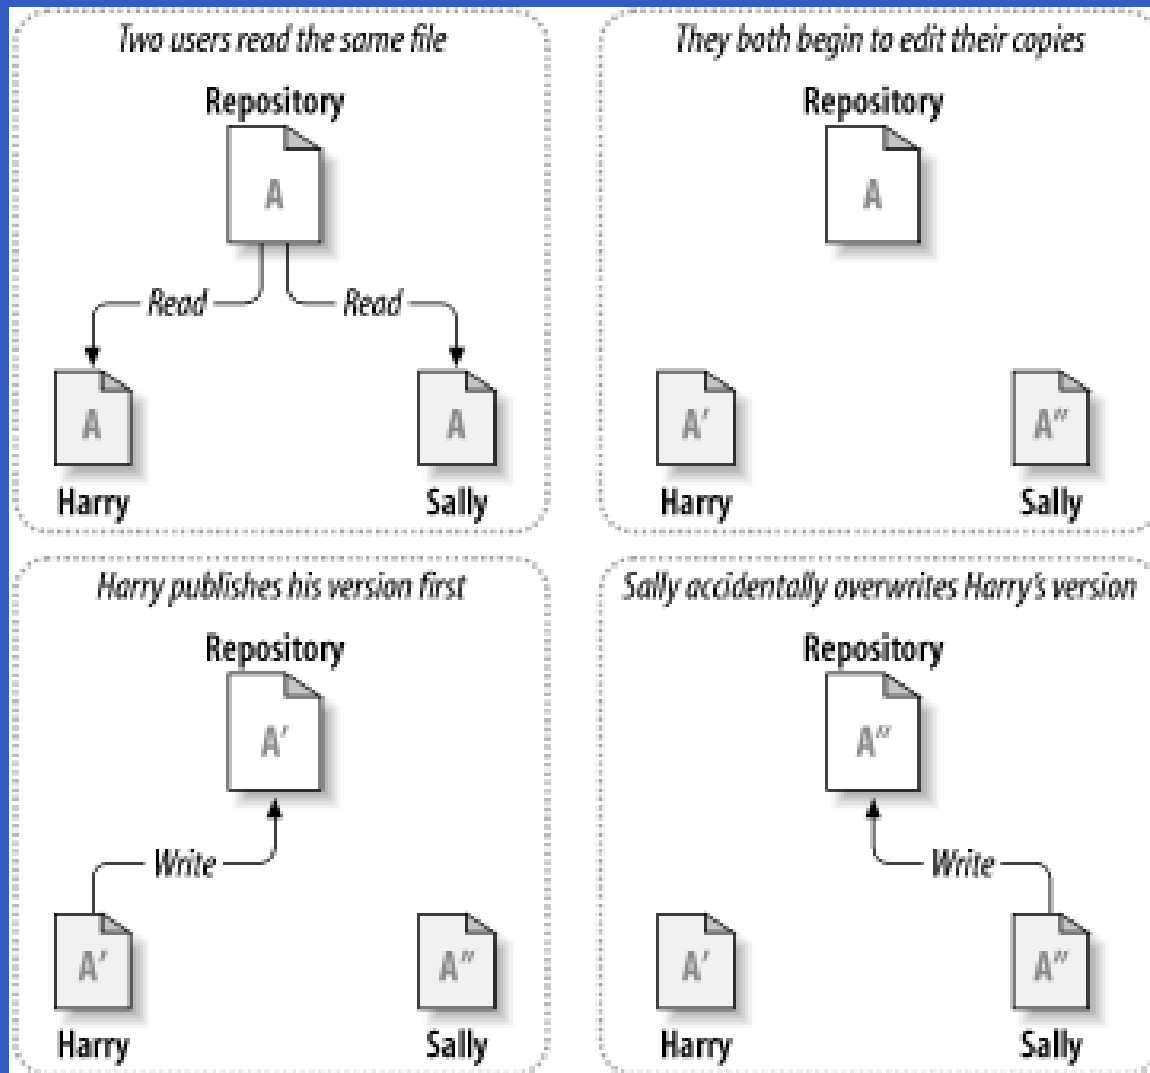 Two users read the same file
Repository
A
Read
Read
A
A
Harry
Sally
They both begin to edit their copies
Repository
A
A'
A"
Harry
Sally
Harry publishes his version first
Repository
A'
Write
A'
A"
Harry
Sally
Sally accidentally overwrites Harry's version
Repository
A"
Write
A'
A"
Harry
Sally